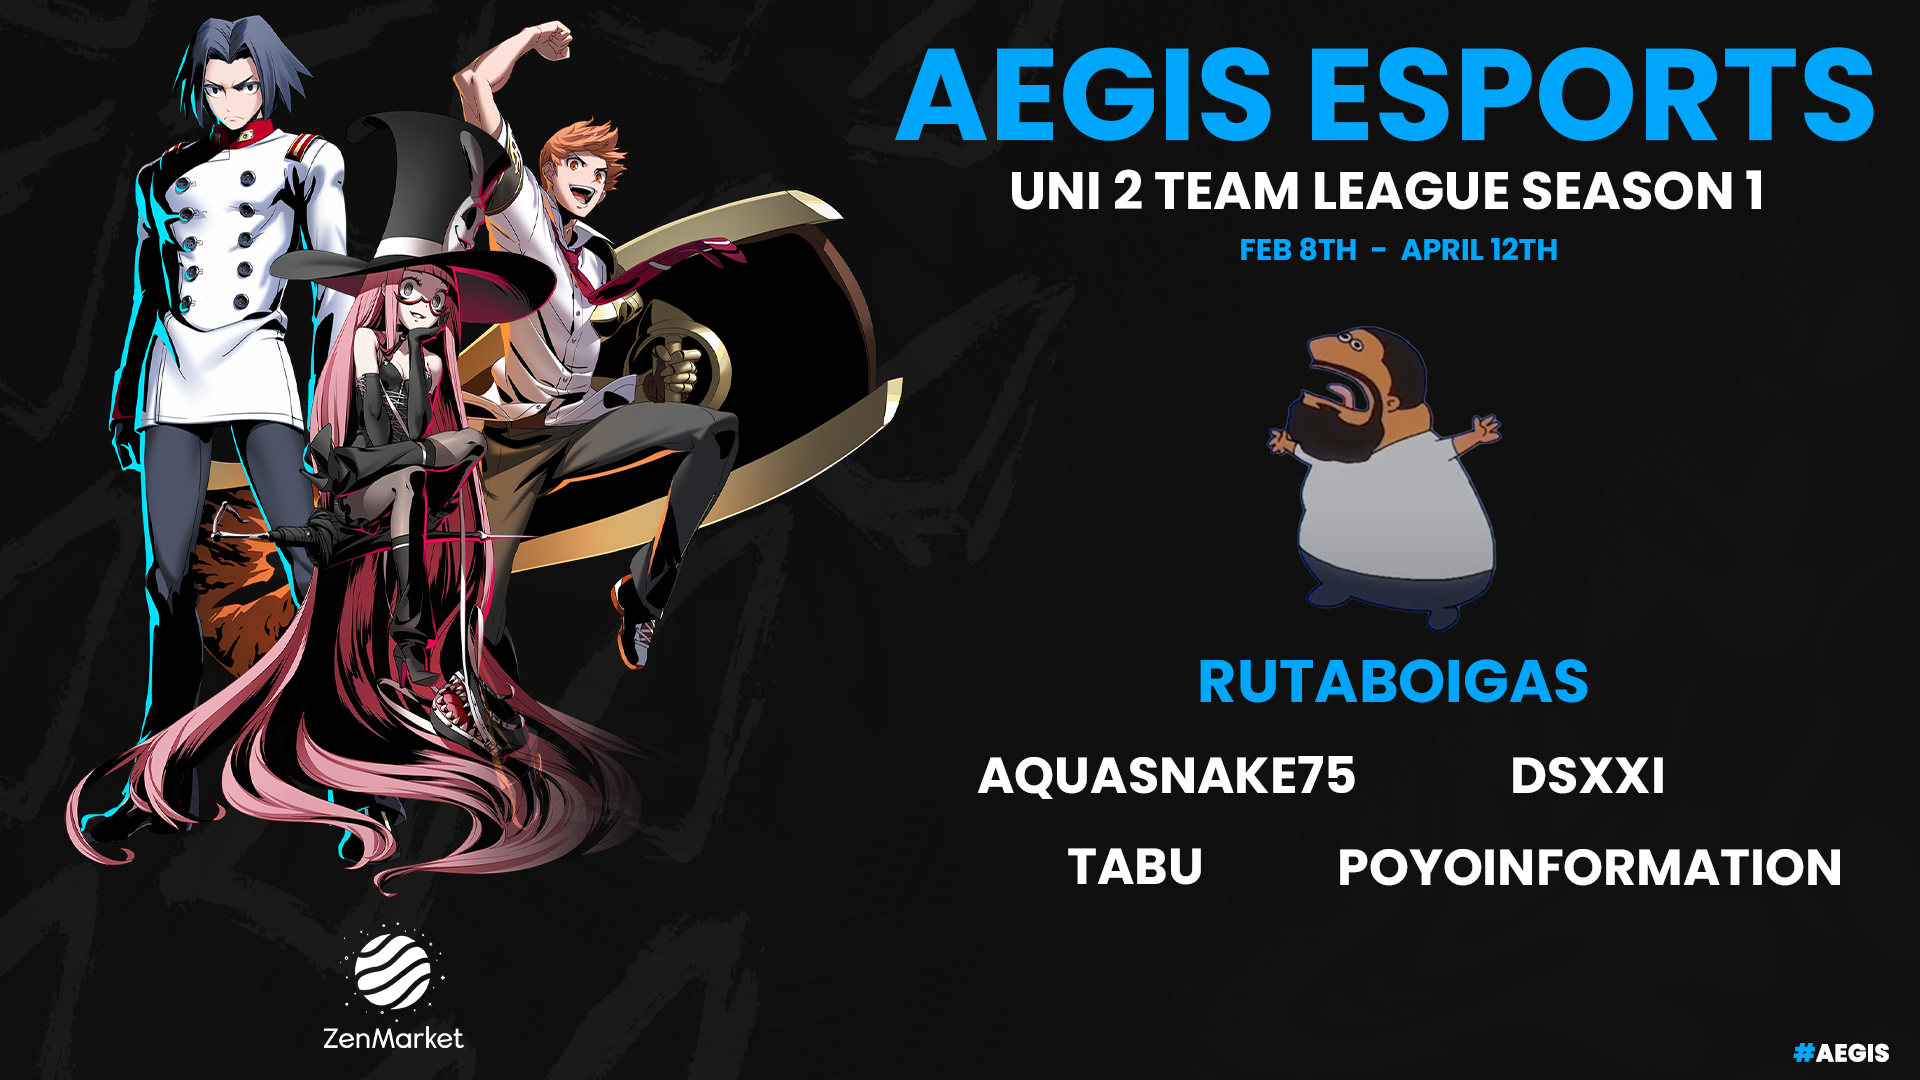 AEGIS ESPORTS
UNI 2 TEAM LEAGUE SEASON 1
FEB 8TH - APRIL 12TH
RUTABOIGAS
AQUASNAKE75 DSXXI
TABU POYOINFORMATION
ZenMarket
#AEGIS